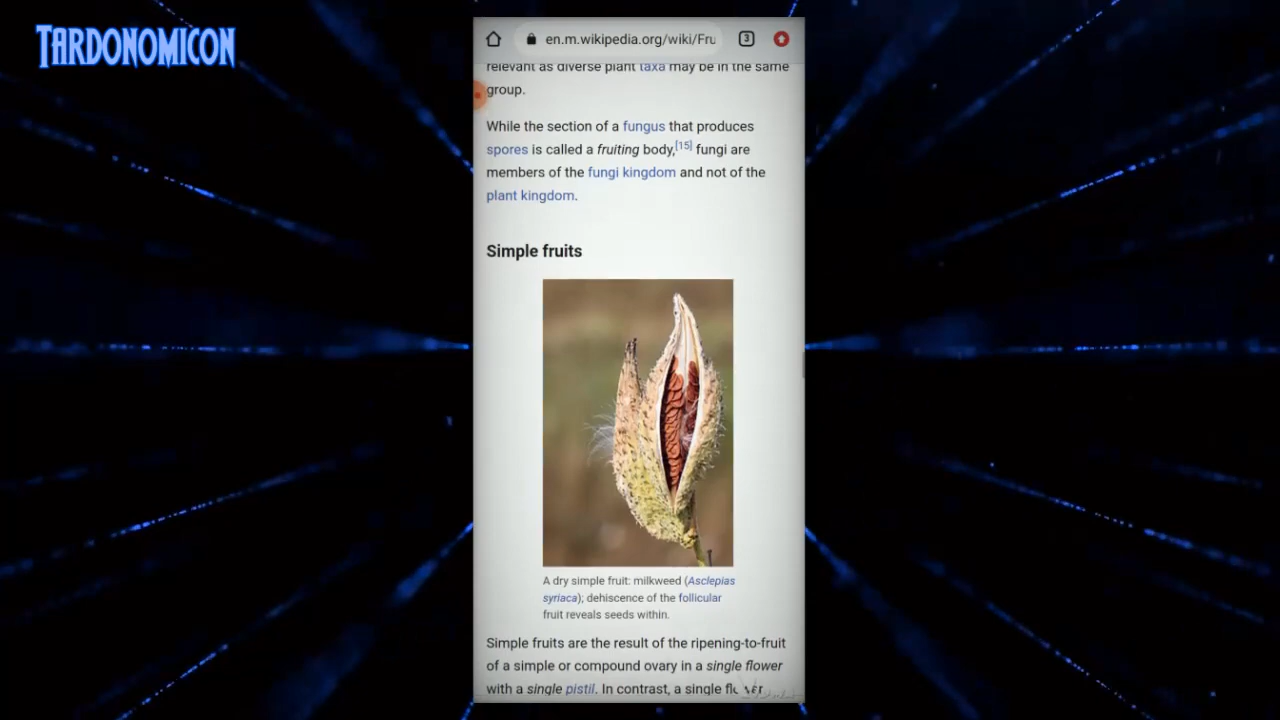 TARDONOMICON
en.m.wikipedia.org/wiki/Fru
3
relevant as diverse plant taxa may be in the same
group.
While the section of a fungus that produces
spores is called a fruiting body,[15] fungi are
members of the fungi kingdom and not of the
plant kingdom.
Simple fruits
A dry simple fruit: milkweed (Asclepias
syriaca); dehiscence of the follicular
fruit reveals seeds within.
Simple fruits are the result of the ripening-to-fruit
of a simple or compound ovary in a single flower
with a single pistil. In contrast, a single flower